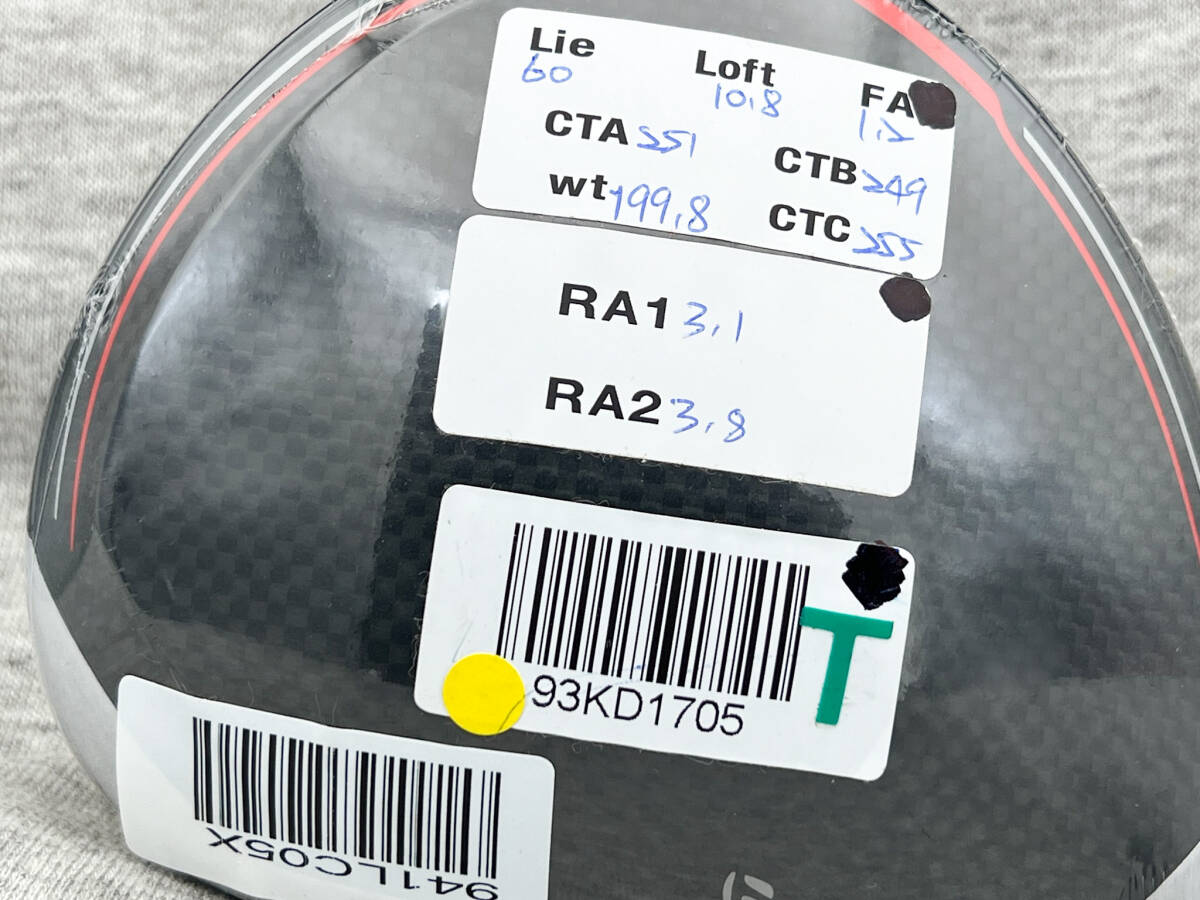 Lie Loft FA
60 10.8 1.2
CTA 251 CTB 249
wt 199.8 CTC 255
RA1 3.1
RA2 3.8
T
93KD1705
941LC05X